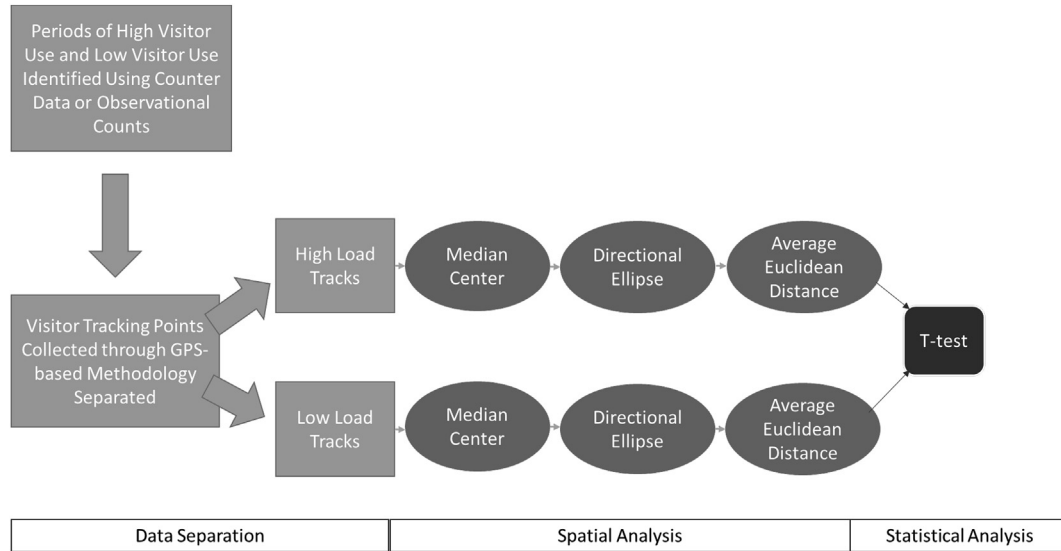 Periods of High Visitor
Use and Low Visitor Use
Identified Using Counter
Data or Observational
Counts
Visitor Tracking Points
Collected through GPS-
based Methodology
Separated
High Load
Tracks
Median
Center
Directional
Ellipse
Average
Euclidean
Distance
Low Load
Tracks
Median
Center
Directional
Ellipse
Average
Euclidean
Distance
T-test
Data Separation
Spatial Analysis
Statistical Analysis